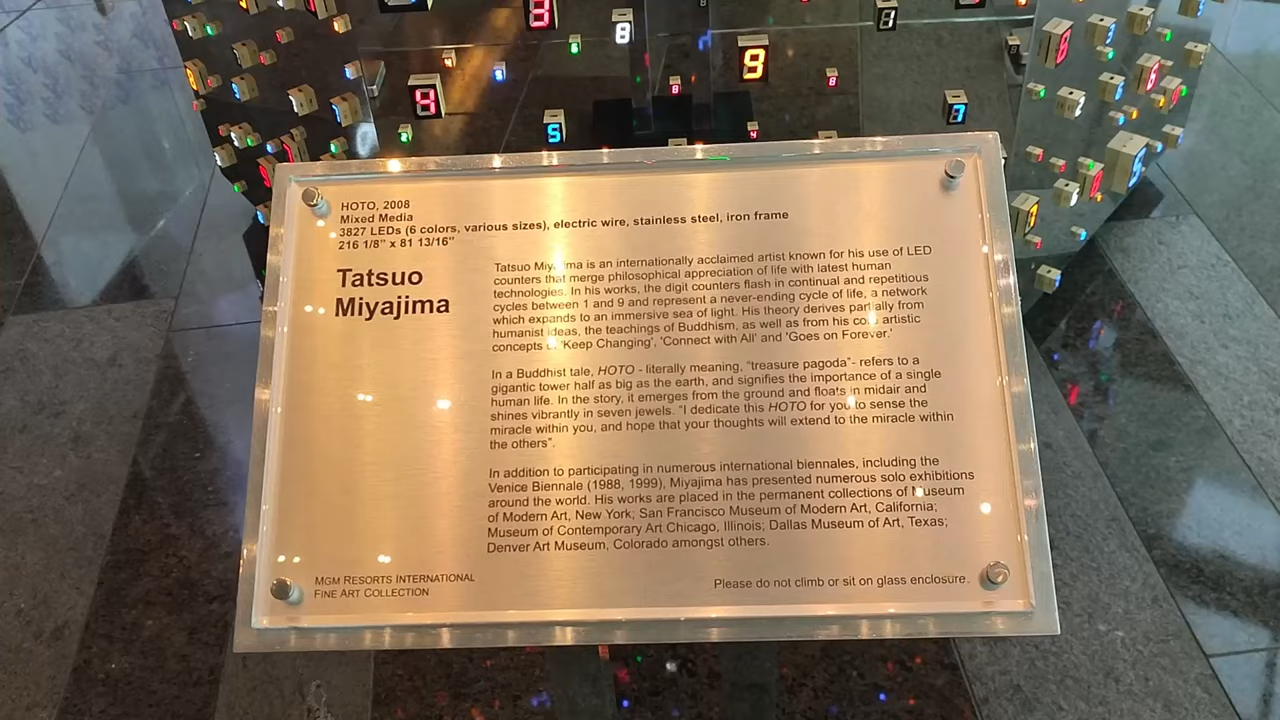 HOTO, 2008
Mixed Media
3827 LEDs (6 colors, various sizes), electric wire, stainless steel, iron frame
216 1/8" x 81 13/16"
Tatsuo
Miyajima
Tatsuo Miyajima is an internationally acclaimed artist known for his use of LED
counters that merge philosophical appreciation of life with latest human
technologies. In his works, the digit counters flash in continual and repetitious
cycles between 1 and 9 and represent a never-ending cycle of life, a network
which expands to an immersive sea of light. His theory derives partially from
humanist ideas, the teachings of Buddhism, as well as from his core artistic
concepts of 'Keep Changing', 'Connect with All' and 'Goes on Forever.'
In a Buddhist tale, HOTO - literally meaning, "treasure pagoda"- refers to a
gigantic tower half as big as the earth, and signifies the importance of a single
human life. In the story, it emerges from the ground and floats in midair and
shines vibrantly in seven jewels. "I dedicate this HOTO for you to sense the
miracle within you, and hope that your thoughts will extend to the miracle within
the others".
In addition to participating in numerous international biennales, including the
Venice Biennale (1988, 1999), Miyajima has presented numerous solo exhibitions
around the world. His works are placed in the permanent collections of Museum
of Modern Art, New York; San Francisco Museum of Modern Art, California;
Museum of Contemporary Art Chicago, Illinois; Dallas Museum of Art, Texas;
Denver Art Museum, Colorado amongst others.
MGM RESORTS INTERNATIONAL
FINE ART COLLECTION
Please do not climb or sit on glass enclosure.